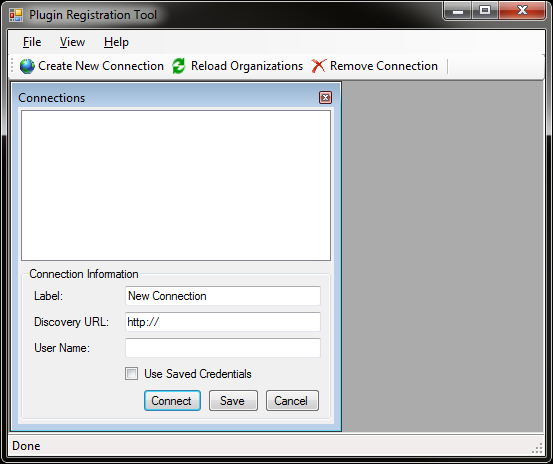 Plugin Registration Tool
File View Help
Create New Connection Reload Organizations Remove Connection
Connections
Connection Information
Label: New Connection
Discovery URL: http://
User Name:
Use Saved Credentials
Connect Save Cancel
Done